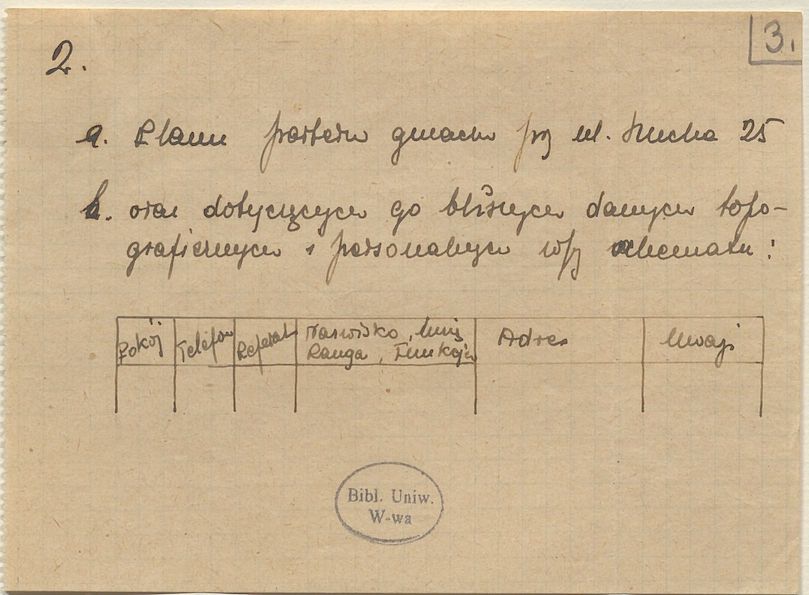 3.
2.
a. Planu parteru gmachu przy ul. Szucha 25
b. oraz dotyczących go bliższych danych topo-
graficznych i personalnych wg schematu:
Pokój
Telefon
Referat
Nazwisko, Imię
Ranga, Funkcja
Adres
Uwagi
Bibl. Uniw.
W-wa